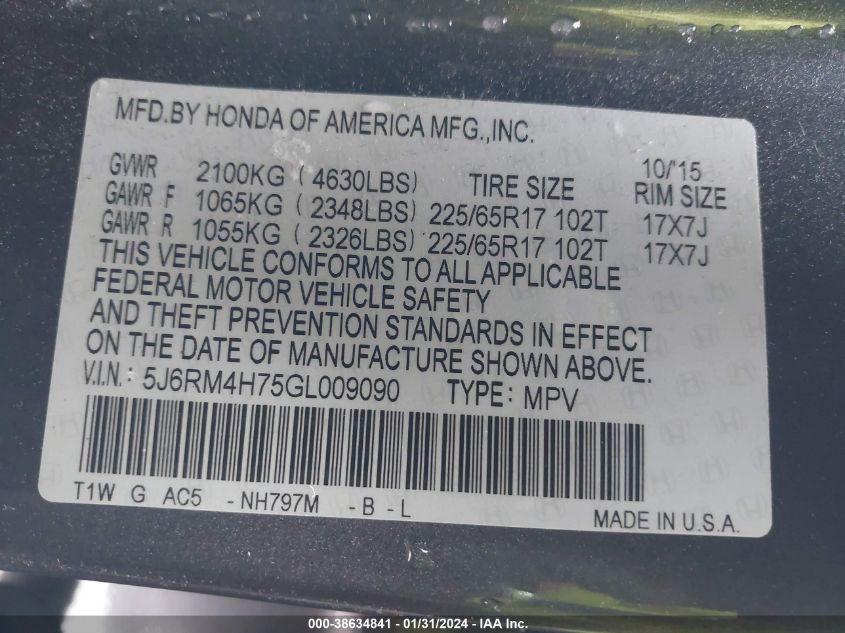 MFD.BY HONDA OF AMERICA MFG.,INC.
10/'15
GVWR 2100KG (4630LBS) TIRE SIZE RIM SIZE
GAWR F 1065KG (2348LBS) 225/65R17 102T 17X7J
GAWR R 1055KG (2326LBS) 225/65R17 102T 17X7J
THIS VEHICLE CONFORMS TO ALL APPLICABLE
FEDERAL MOTOR VEHICLE SAFETY
AND THEFT PREVENTION STANDARDS IN EFFECT
ON THE DATE OF MANUFACTURE SHOWN ABOVE.
V.I.N.: 5J6RM4H75GL009090 TYPE: MPV
T1W G AC5 -NH797M -B -L
MADE IN U.S.A.
000-38634841 - 01/31/2024 - IAA Inc.